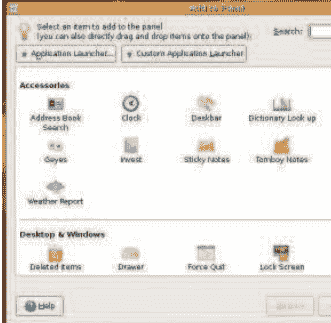 Add to Panel
Select an item to add to the panel
(you can also directly drag and drop items onto the panel):
Search:
Application Launcher...
Custom Application Launcher
Accessories
Address Book Search
Clock
Deskbar
Dictionary Look up
Geyes
Invest
Sticky Notes
Tomboy Notes
Weather Report
Desktop & Windows
Deleted Items
Drawer
Force Quit
Lock Screen
Help